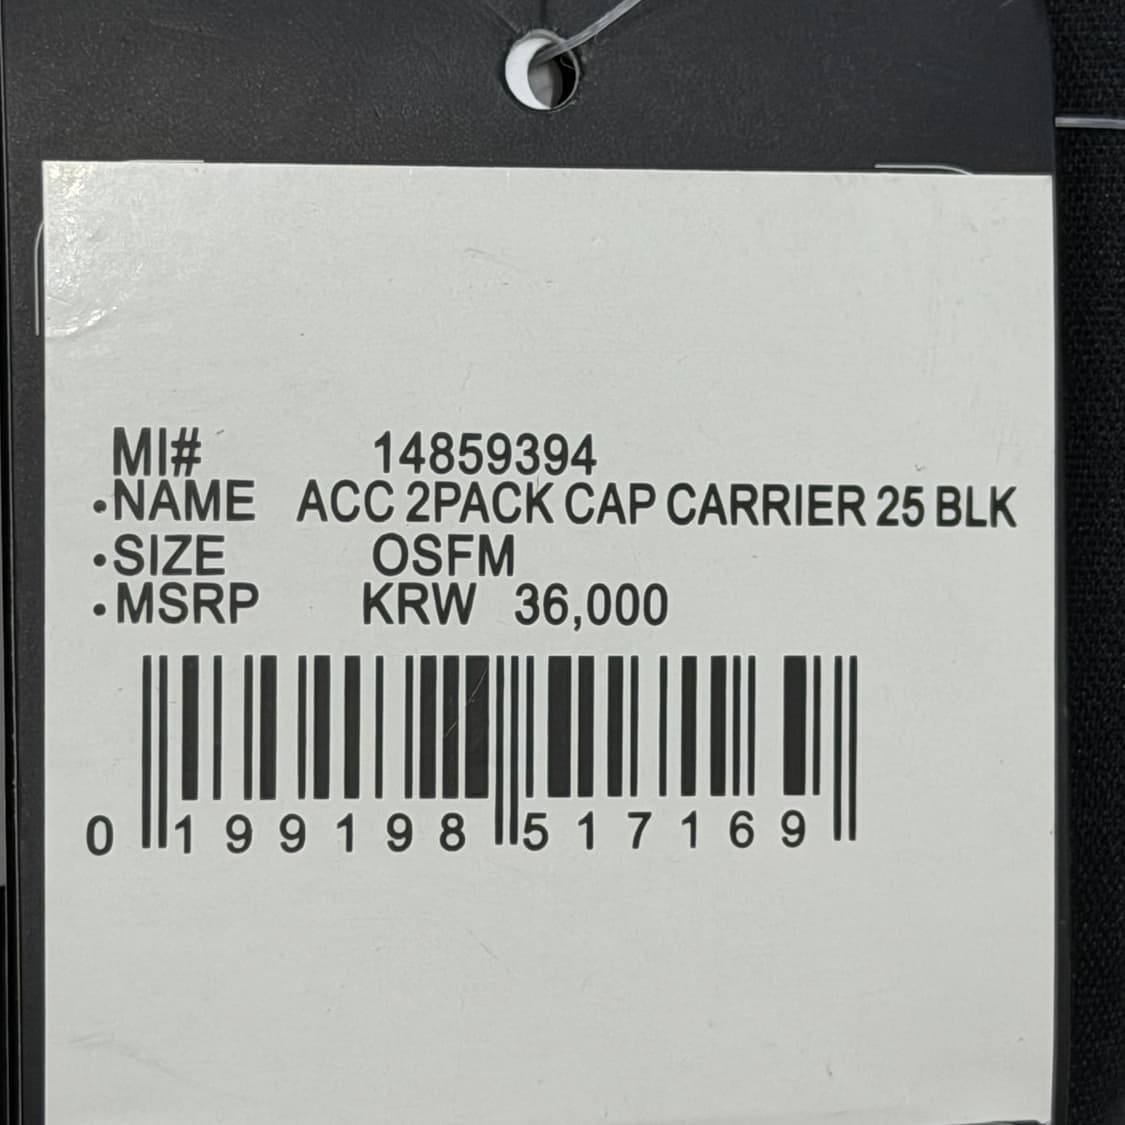 MI# 14859394
•NAME ACC 2PACK CAP CARRIER 25 BLK
•SIZE OSFM
•MSRP KRW 36,000
0 199198 517169